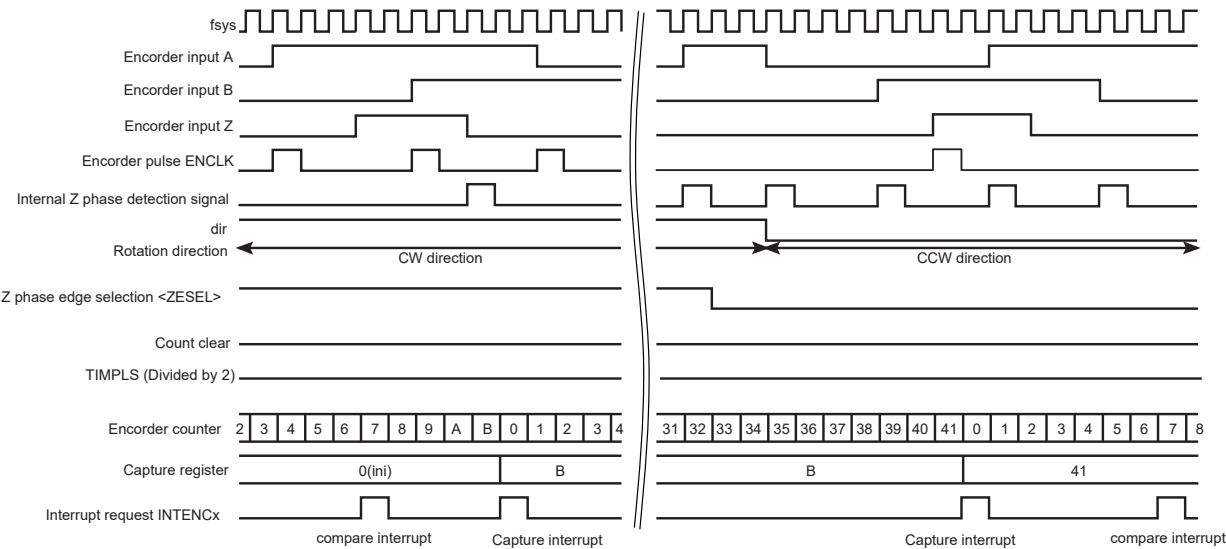 fsys
Encorder input A
Encorder input B
Encorder input Z
Encorder pulse ENCLK
Internal Z phase detection signal
dir
Rotation direction
CW direction
CCW direction
Z phase edge selection <ZESEL>
Count clear
TIMPLS (Divided by 2)
Encorder counter 2 3 4 5 6 7 8 9 A B 0 1 2 3 4 31 32 33 34 35 36 37 38 39 40 41 0 1 2 3 4 5 6 7 8
Capture register 0(ini) B B 41
Interrupt request INTENCx
compare interrupt Capture interrupt Capture interrupt compare interrupt